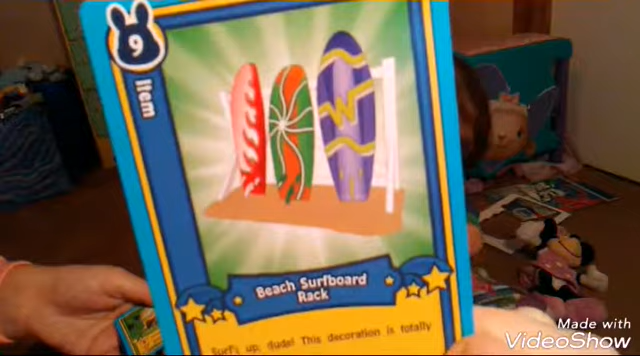 9
Item
W
Beach Surfboard
Rack
Surf's up, dude! This decoration is totally
Made with
VideoShow